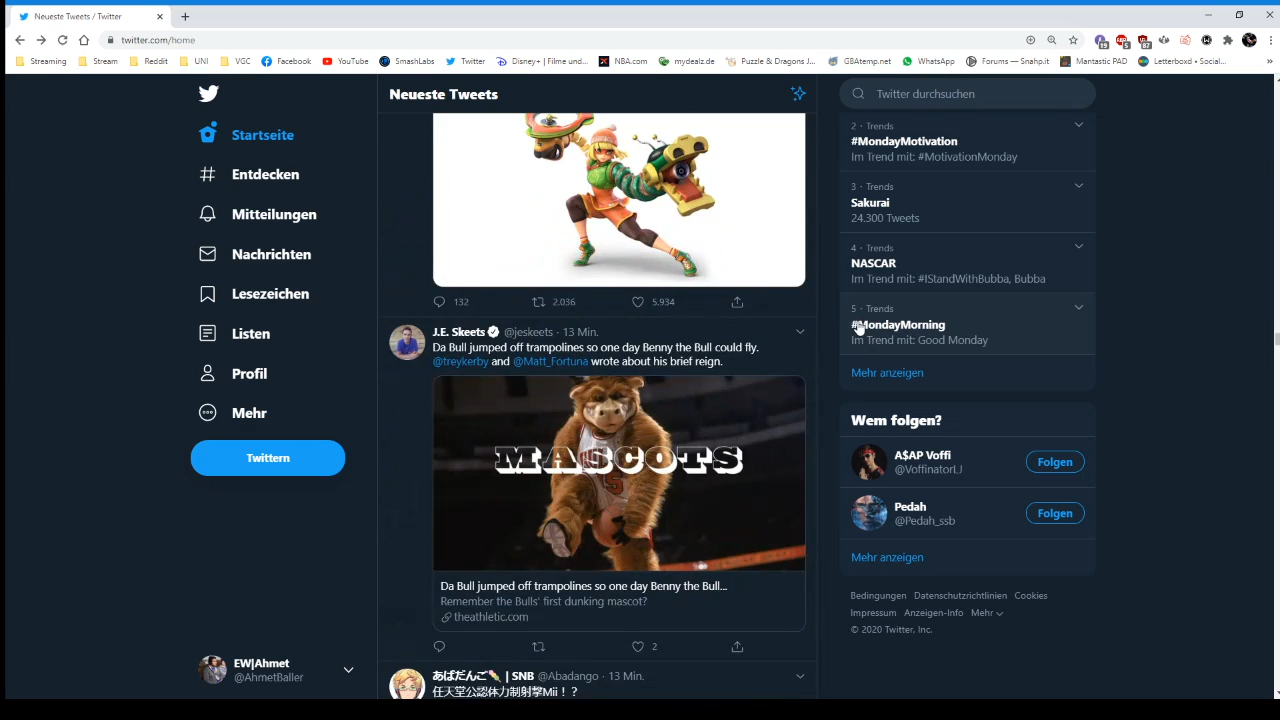 Neueste Tweets / Twitter
twitter.com/home
Streaming
Stream
Reddit
UNI
VGC
Facebook
YouTube
SmashLabs
Twitter
Disney+ | Filme und...
NBA.com
mydealz.de
Puzzle & Dragons J...
GBAtemp.net
WhatsApp
Forums — Snahp.it
Mantastic PAD
Letterboxd • Social...
19
5
87
Startseite
Entdecken
Mitteilungen
Nachrichten
Lesezeichen
Listen
Profil
Mehr
Twittern
EW|Ahmet
@AhmetBaller
Neueste Tweets
132
2.036
5.934
J.E. Skeets @jeskeets · 13 Min.
Da Bull jumped off trampolines so one day Benny the Bull could fly.
@treykerby and @Matt_Fortuna wrote about his brief reign.
MASCOTS
Da Bull jumped off trampolines so one day Benny the Bull...
Remember the Bulls' first dunking mascot?
theathletic.com
2
あばだんご | SNB @Abadango · 13 Min.
任天堂公認体力制射撃Mii！？
Twitter durchsuchen
2 · Trends
#MondayMotivation
Im Trend mit: #MotivationMonday
3 · Trends
Sakurai
24.300 Tweets
4 · Trends
NASCAR
Im Trend mit: #IStandWithBubba, Bubba
5 · Trends
#MondayMorning
Im Trend mit: Good Monday
Mehr anzeigen
Wem folgen?
A$AP Voffi
@VoffinatorLJ
Folgen
Pedah
@Pedah_ssb
Folgen
Mehr anzeigen
Bedingungen Datenschutzrichtlinien Cookies
Impressum Anzeigen-Info Mehr
© 2020 Twitter, Inc.